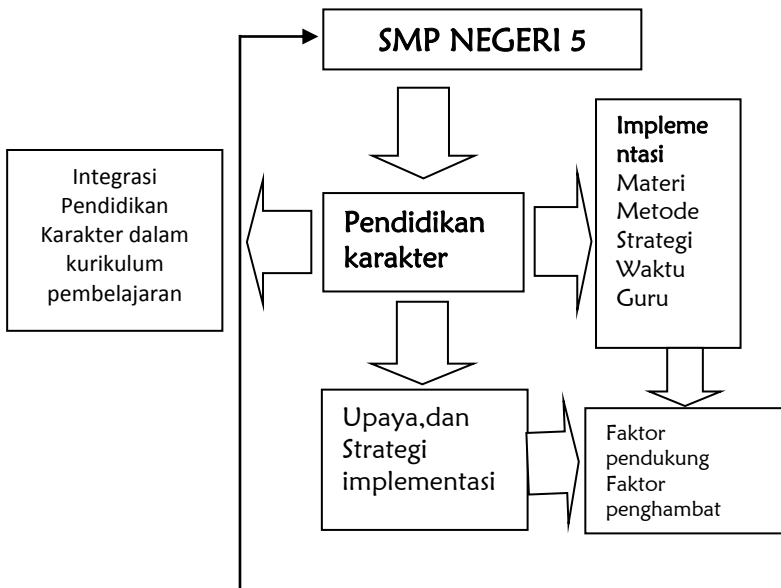 SMP NEGERI 5
Integrasi
Pendidikan
Karakter dalam
kurikulum
pembelajaran
Pendidikan
karakter
Impleme
ntasi
Materi
Metode
Strategi
Waktu
Guru
Upaya,dan
Strategi
implementasi
Faktor
pendukung
Faktor
penghambat